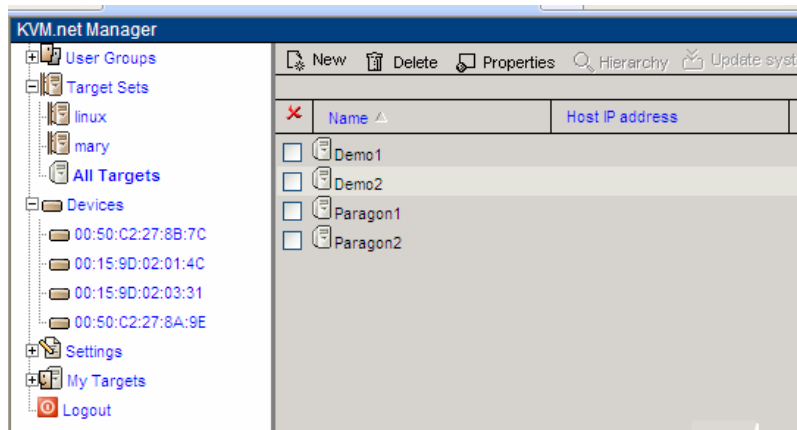 KVM.net Manager
User Groups
Target Sets
linux
mary
All Targets
Devices
00:50:C2:27:8B:7C
00:15:9D:02:01:4C
00:15:9D:02:03:31
00:50:C2:27:8A:9E
Settings
My Targets
Logout
New Delete Properties Hierarchy Update syst
Name Host IP address
Demo1
Demo2
Paragon1
Paragon2